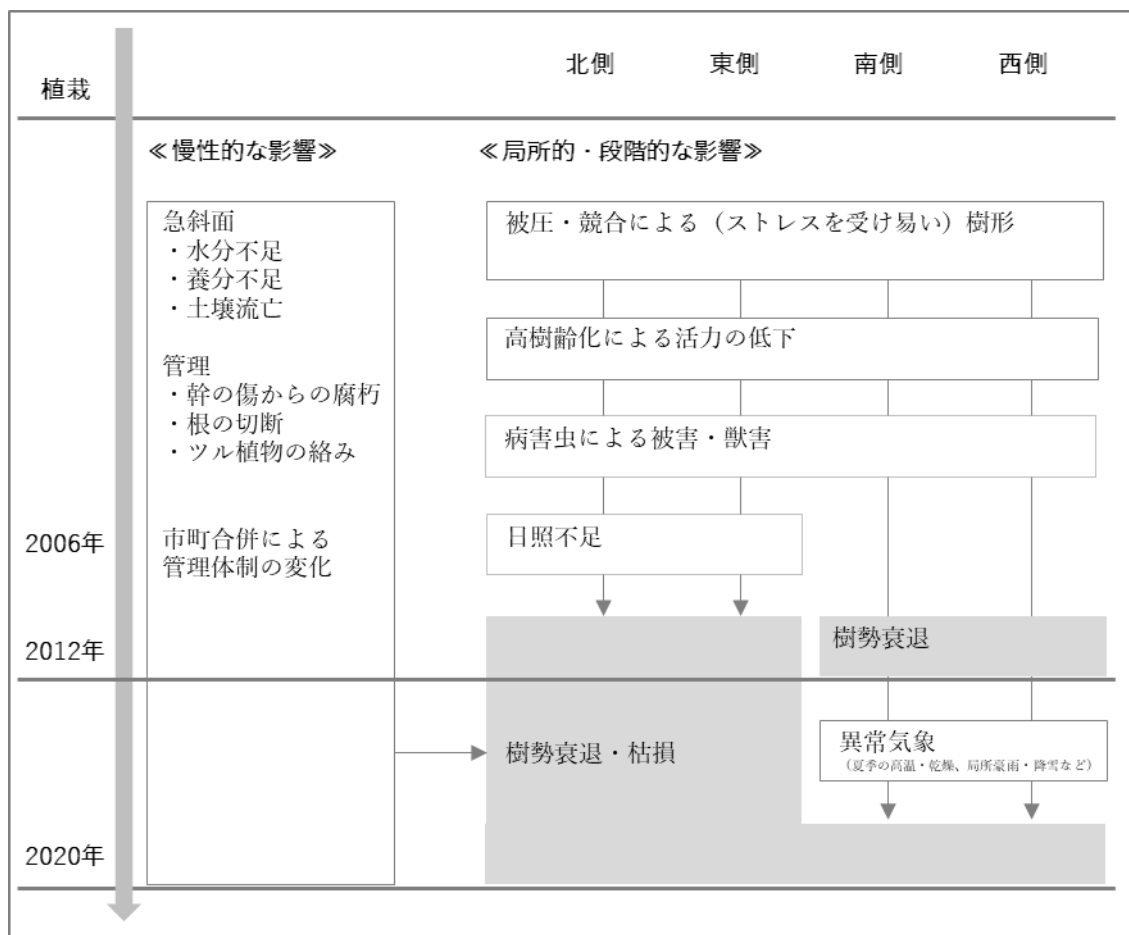 北側 東側 南側 西側
植栽
≪慢性的な影響≫
≪局所的・段階的な影響≫
急斜面
・水分不足
・養分不足
・土壌流亡
管理
・幹の傷からの腐朽
・根の切断
・ツル植物の絡み
市町合併による
管理体制の変化
被圧・競合による（ストレスを受け易い）樹形
高樹齢化による活力の低下
病害虫による被害・獣害
2006年
日照不足
2012年
樹勢衰退
樹勢衰退・枯損
異常気象
（夏季の高温・乾燥、局所豪雨・降雪など）
2020年